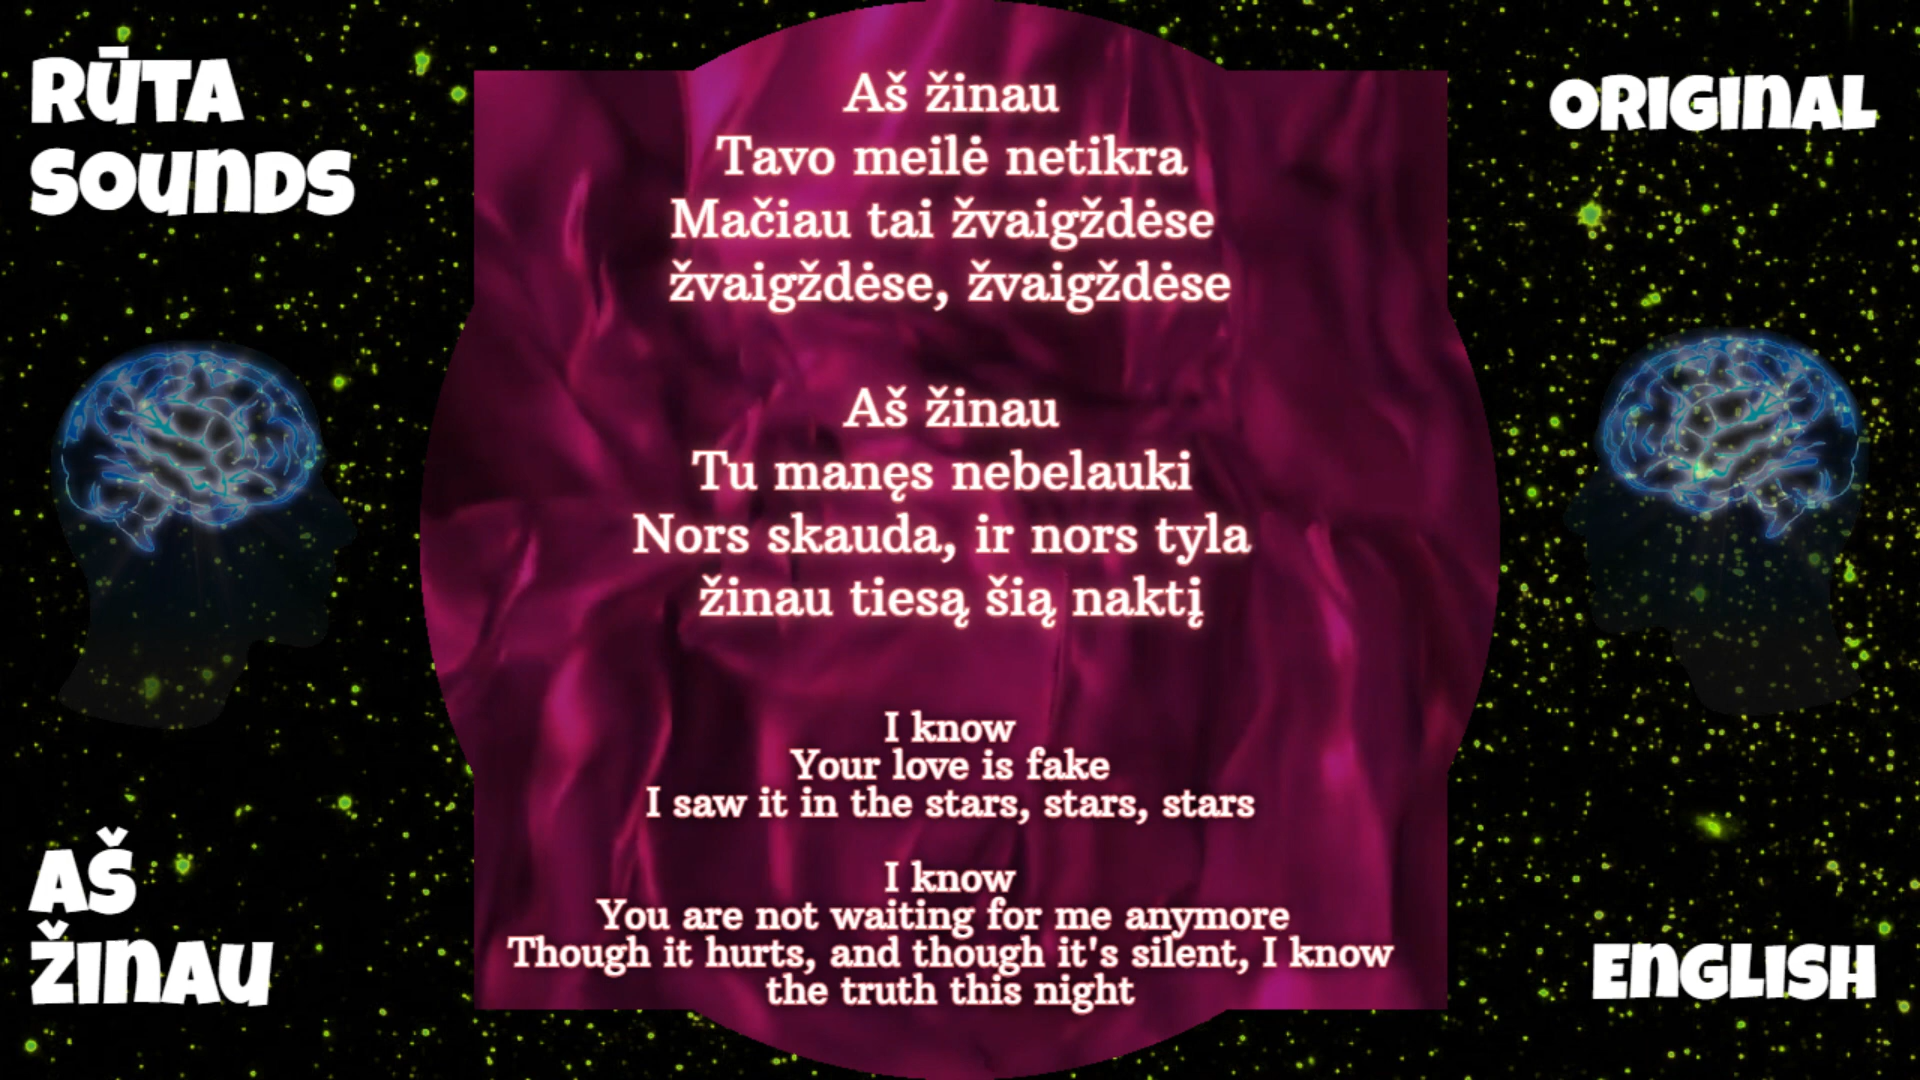 RŪTA
SOUNDS
ORIGINAL
Aš žinau
Tavo meilė netikra
Mačiau tai žvaigždėse
žvaigždėse, žvaigždėse
Aš žinau
Tu manęs nebelauki
Nors skauda, ir nors tyla
žinau tiesą šią naktį
I know
Your love is fake
I saw it in the stars, stars, stars
I know
You are not waiting for me anymore
Though it hurts, and though it's silent, I know
the truth this night
AŠ
ŽINAU
ENGLISH